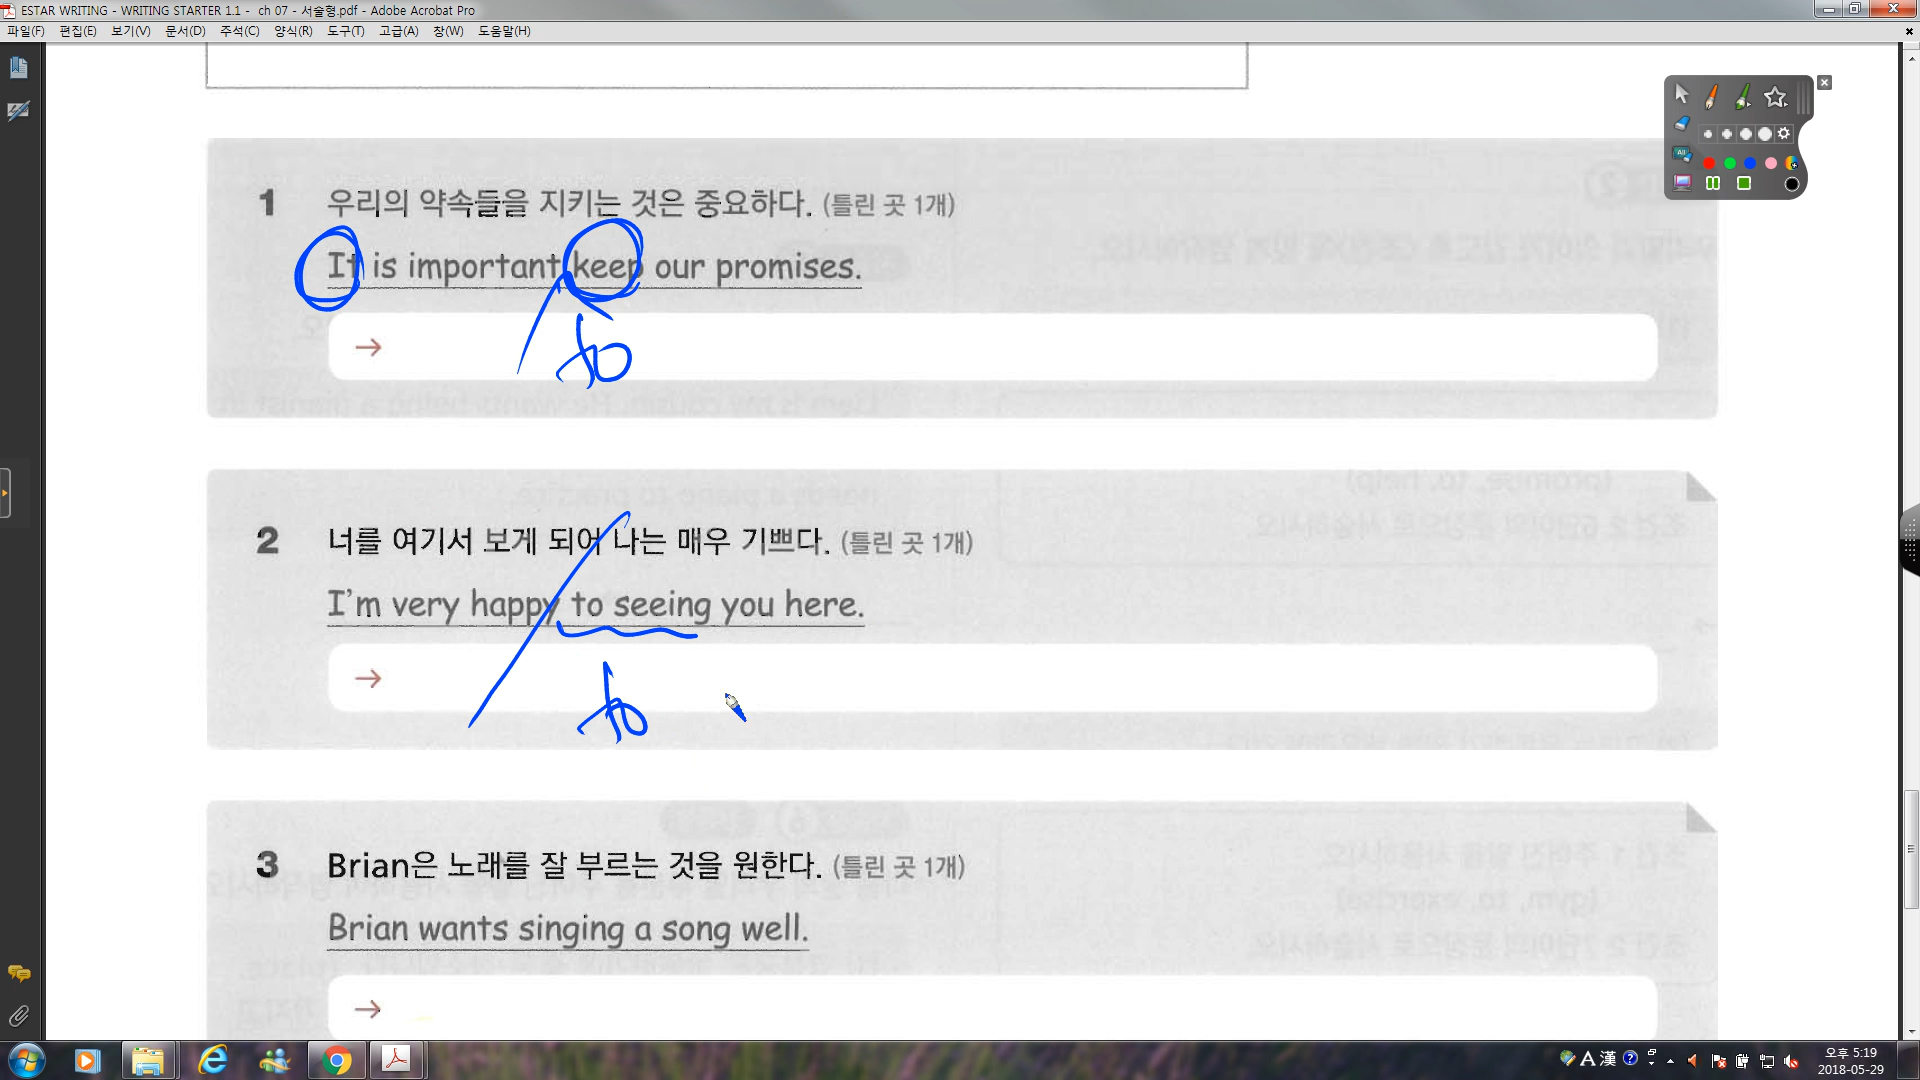 ESTAR WRITING - WRITING STARTER 1.1 -  ch 07 - 서술형.pdf - Adobe Acrobat Pro
파일(F) 편집(E) 보기(V) 문서(D) 주석(C) 양식(R) 도구(T) 고급(A) 창(W) 도움말(H)
1 우리의 약속들을 지키는 것은 중요하다. (틀린 곳 1개)
It is important keep our promises.
→ to
2 너를 여기서 보게 되어 나는 매우 기쁘다. (틀린 곳 1개)
I'm very happy to seeing you here.
→ to
3 Brian은 노래를 잘 부르는 것을 원한다. (틀린 곳 1개)
Brian wants singing a song well.
→
All
A 漢
오후 5:19
2018-05-29